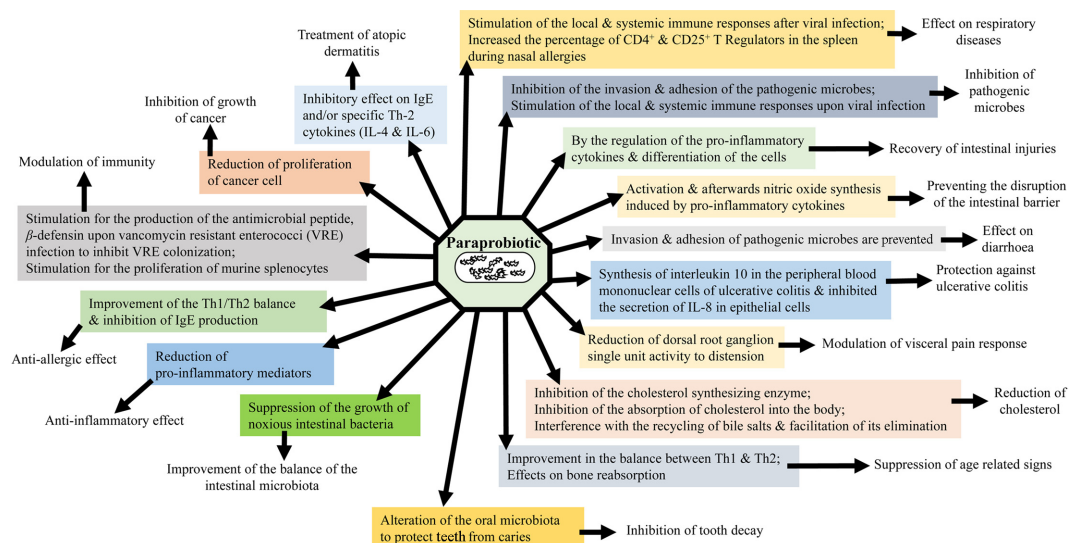 Stimulation of the local & systemic immune responses after viral infection;
Increased the percentage of CD4⁺ & CD25⁺ T Regulators in the spleen
during nasal allergies
Effect on respiratory
diseases
Treatment of atopic
dermatitis
Inhibitory effect on IgE
and/or specific Th-2
cytokines (IL-4 & IL-6)
Inhibition of the invasion & adhesion of the pathogenic microbes;
Stimulation of the local & systemic immune responses upon viral infection
Inhibition of
pathogenic
microbes
Inhibition of growth
of cancer
Reduction of proliferation
of cancer cell
By the regulation of the pro-inflammatory
cytokines & differentiation of the cells
Recovery of intestinal injuries
Modulation of immunity
Stimulation for the production of the antimicrobial peptide,
β-defensin upon vancomycin resistant enterococci (VRE)
infection to inhibit VRE colonization;
Stimulation for the proliferation of murine splenocytes
Activation & afterwards nitric oxide synthesis
induced by pro-inflammatory cytokines
Preventing the disruption
of the intestinal barrier
Paraprobiotic
Invasion & adhesion of pathogenic microbes are prevented
Effect on
diarrhoea
Synthesis of interleukin 10 in the peripheral blood
mononuclear cells of ulcerative colitis & inhibited
the secretion of IL-8 in epithelial cells
Protection against
ulcerative colitis
Improvement of the Th1/Th2 balance
& inhibition of IgE production
Anti-allergic effect
Reduction of dorsal root ganglion
single unit activity to distension
Modulation of visceral pain response
Reduction of
pro-inflammatory mediators
Anti-inflammatory effect
Inhibition of the cholesterol synthesizing enzyme;
Inhibition of the absorption of cholesterol into the body;
Interference with the recycling of bile salts & facilitation of its elimination
Reduction of
cholesterol
Suppression of the growth of
noxious intestinal bacteria
Improvement of the balance of the
intestinal microbiota
Improvement in the balance between Th1 & Th2;
Effects on bone reabsorption
Suppression of age related signs
Alteration of the oral microbiota
to protect teeth from caries
Inhibition of tooth decay